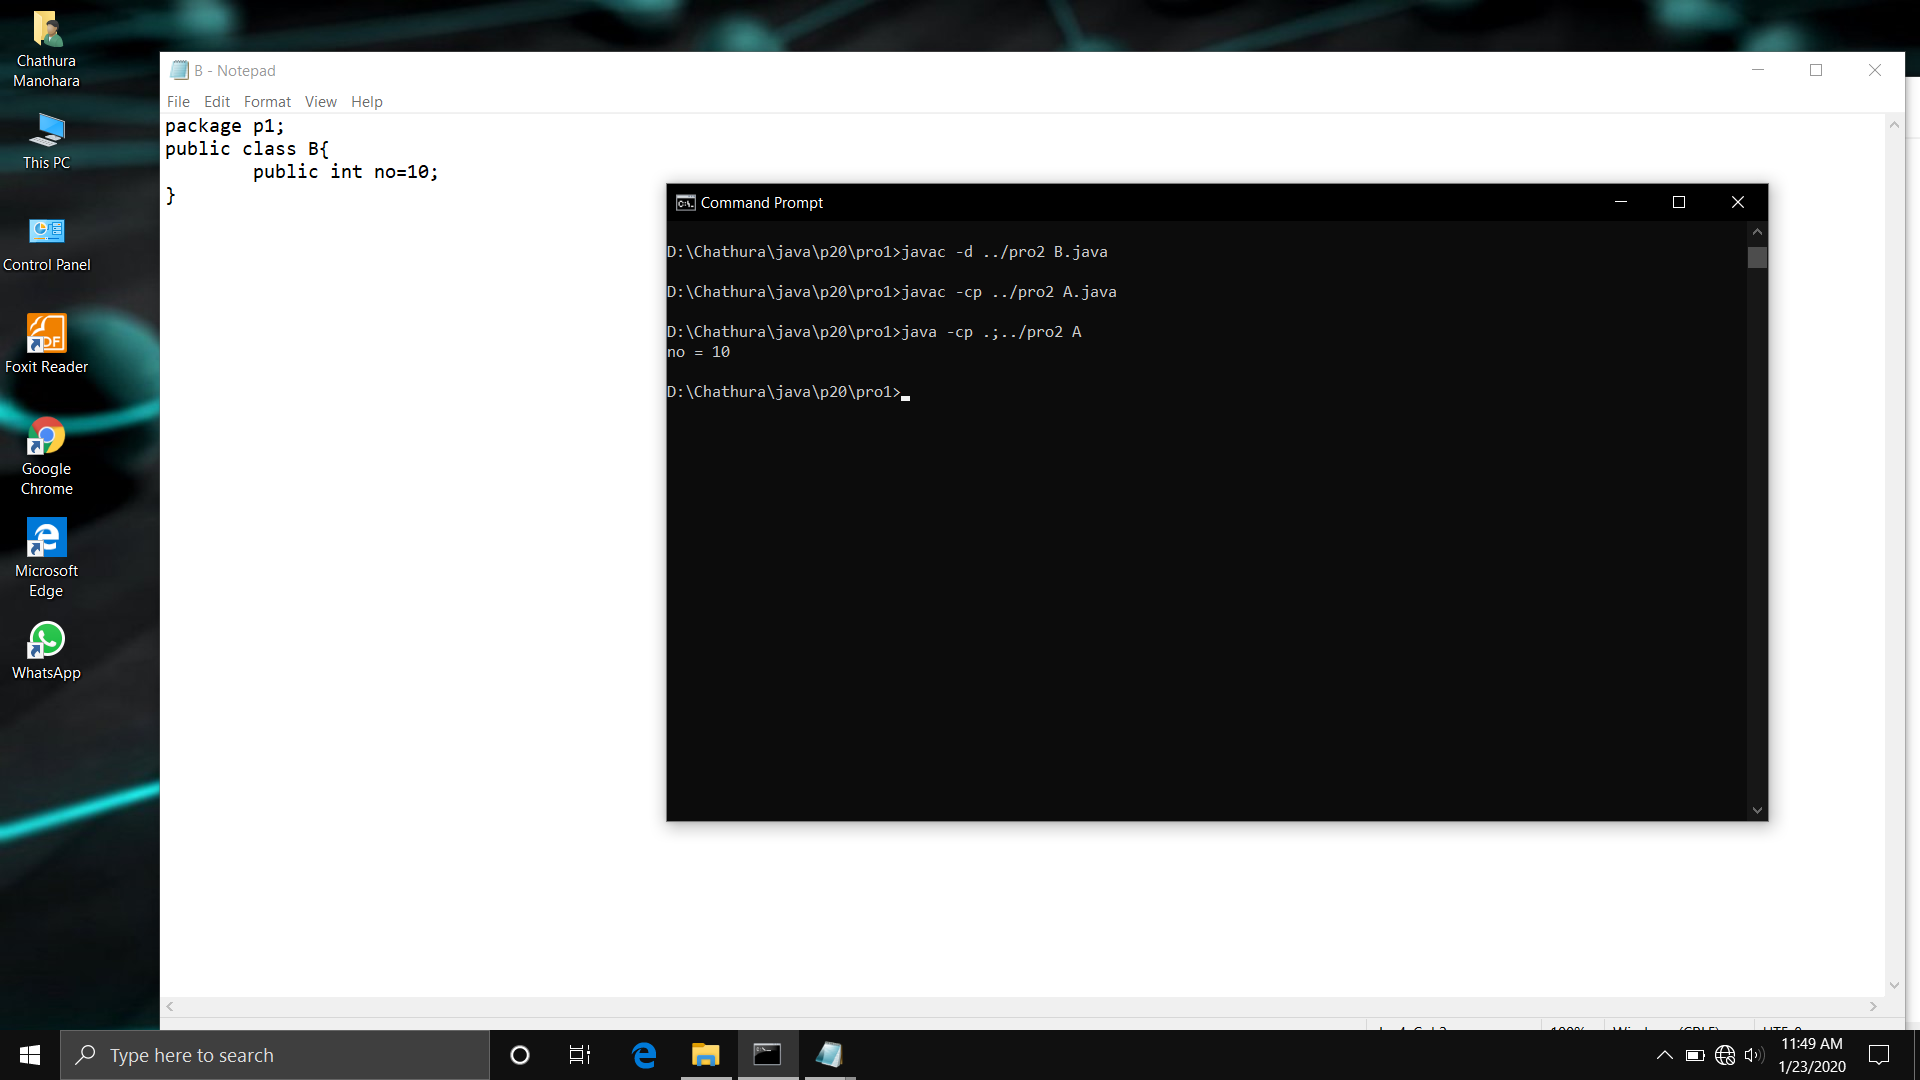 Chathura
Manohara
This PC
Control Panel
Foxit Reader
Google
Chrome
Microsoft
Edge
WhatsApp
B - Notepad
File Edit Format View Help
package p1;
public class B{
public int no=10;
}
Command Prompt
D:\Chathura\java\p20\pro1>javac -d ../pro2 B.java
D:\Chathura\java\p20\pro1>javac -cp ../pro2 A.java
D:\Chathura\java\p20\pro1>java -cp .;../pro2 A
no = 10
D:\Chathura\java\p20\pro1>
Type here to search
11:49 AM
1/23/2020